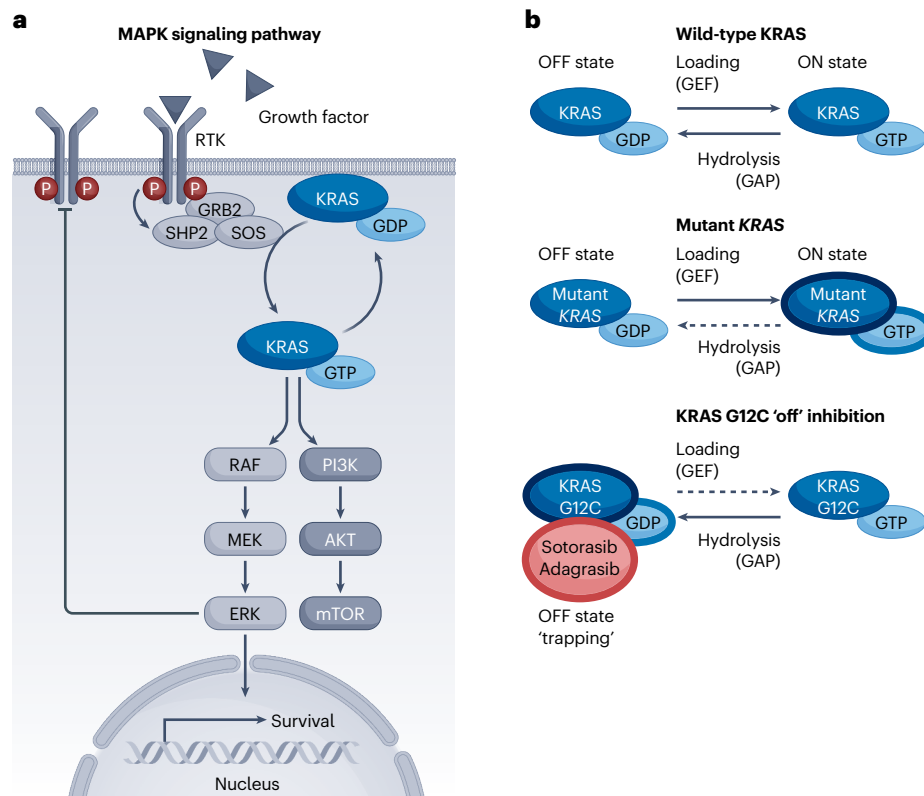 a
MAPK signaling pathway
Growth factor
RTK
P
P
P
P
GRB2
SHP2
SOS
KRAS
GDP
KRAS
GTP
RAF
PI3K
MEK
AKT
ERK
mTOR
Survival
Nucleus
b
Wild-type KRAS
OFF state
Loading
(GEF)
ON state
KRAS
GDP
KRAS
GTP
Hydrolysis
(GAP)
Mutant KRAS
OFF state
Loading
(GEF)
ON state
Mutant
KRAS
GDP
Mutant
KRAS
GTP
Hydrolysis
(GAP)
KRAS G12C ‘off’ inhibition
Loading
(GEF)
KRAS
G12C
GDP
KRAS
G12C
GTP
Hydrolysis
(GAP)
Sotorasib
Adagrasib
OFF state
‘trapping’